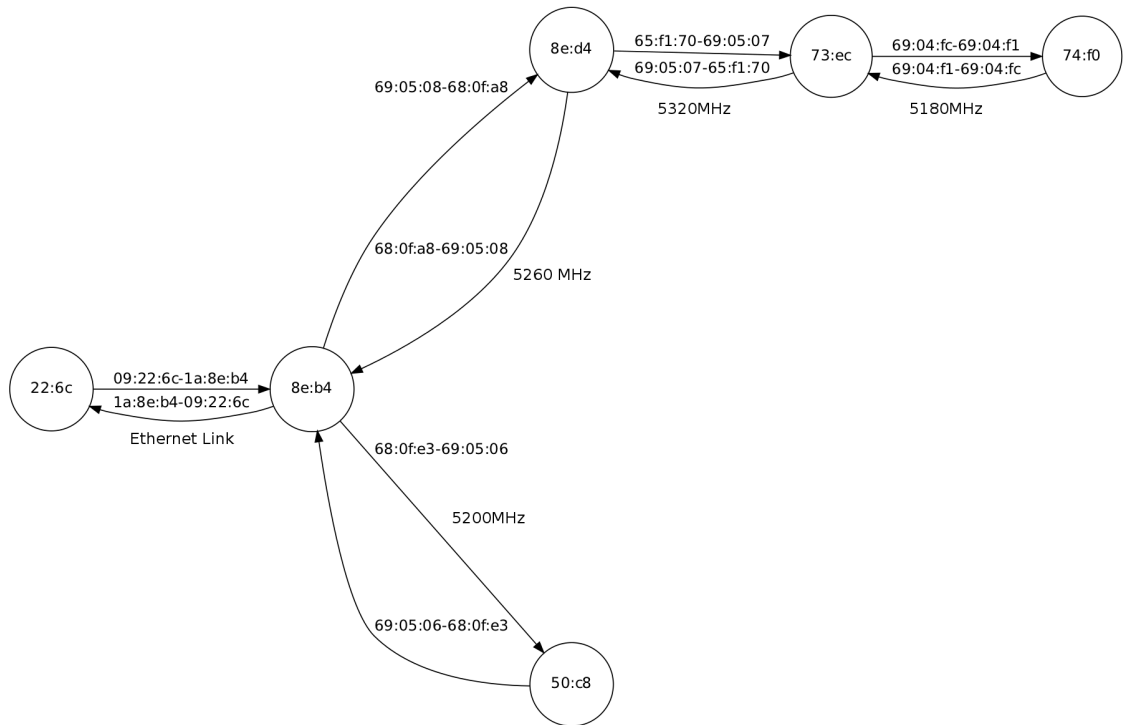 8e:d4
65:f1:70-69:05:07
69:05:07-65:f1:70
5320MHz
73:ec
69:04:fc-69:04:f1
69:04:f1-69:04:fc
5180MHz
74:f0
69:05:08-68:0f:a8
68:0f:a8-69:05:08
5260 MHz
22:6c
09:22:6c-1a:8e:b4
1a:8e:b4-09:22:6c
Ethernet Link
8e:b4
68:0f:e3-69:05:06
5200MHz
69:05:06-68:0f:e3
50:c8